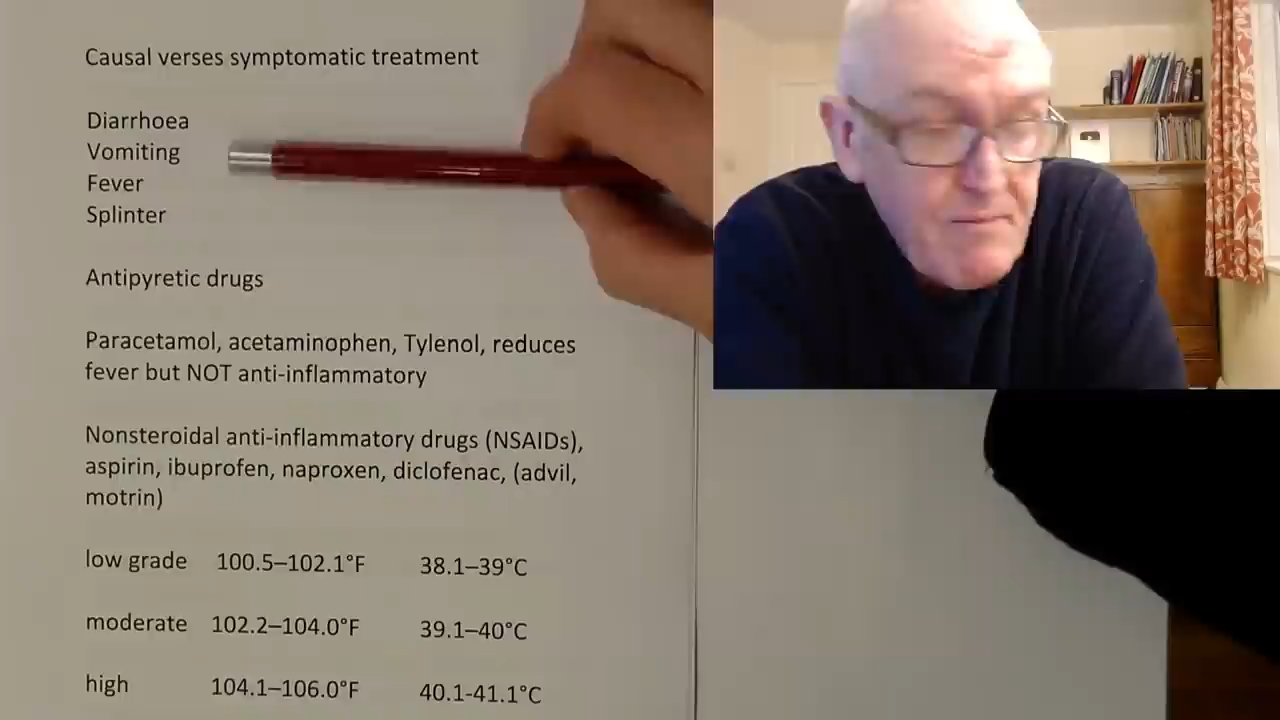 Causal verses symptomatic treatment
Diarrhoea
Vomiting
Fever
Splinter
Antipyretic drugs
Paracetamol, acetaminophen, Tylenol, reduces
fever but NOT anti-inflammatory
Nonsteroidal anti-inflammatory drugs (NSAIDs),
aspirin, ibuprofen, naproxen, diclofenac, (advil,
motrin)
low grade 100.5–102.1°F 38.1–39°C
moderate 102.2–104.0°F 39.1–40°C
high 104.1–106.0°F 40.1-41.1°C